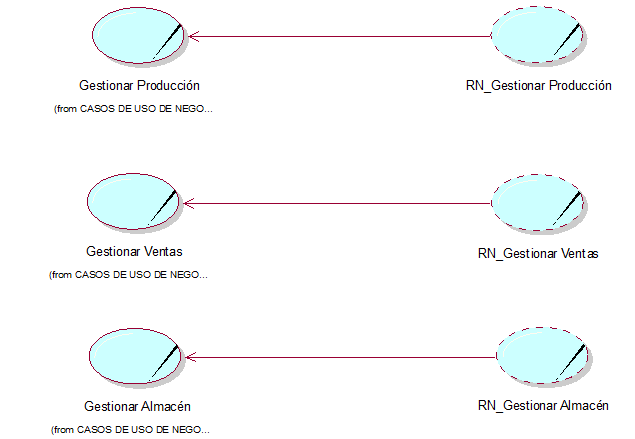 Gestionar Producción
RN_Gestionar Producción
(from CASOS DE USO DE NEGO...
Gestionar Ventas
RN_Gestionar Ventas
(from CASOS DE USO DE NEGO...
Gestionar Almacén
RN_Gestionar Almacén
(from CASOS DE USO DE NEGO...